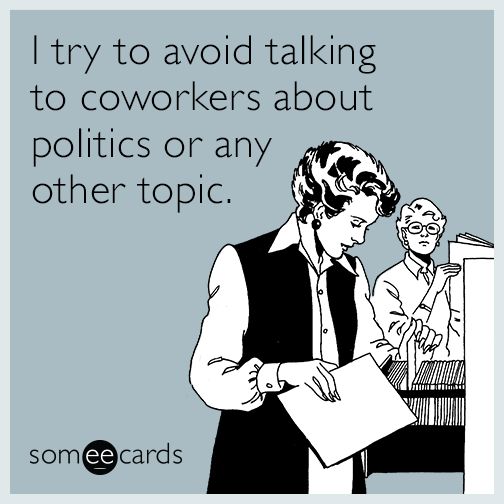 I try to avoid talking
to coworkers about
politics or any
other topic.
someecards